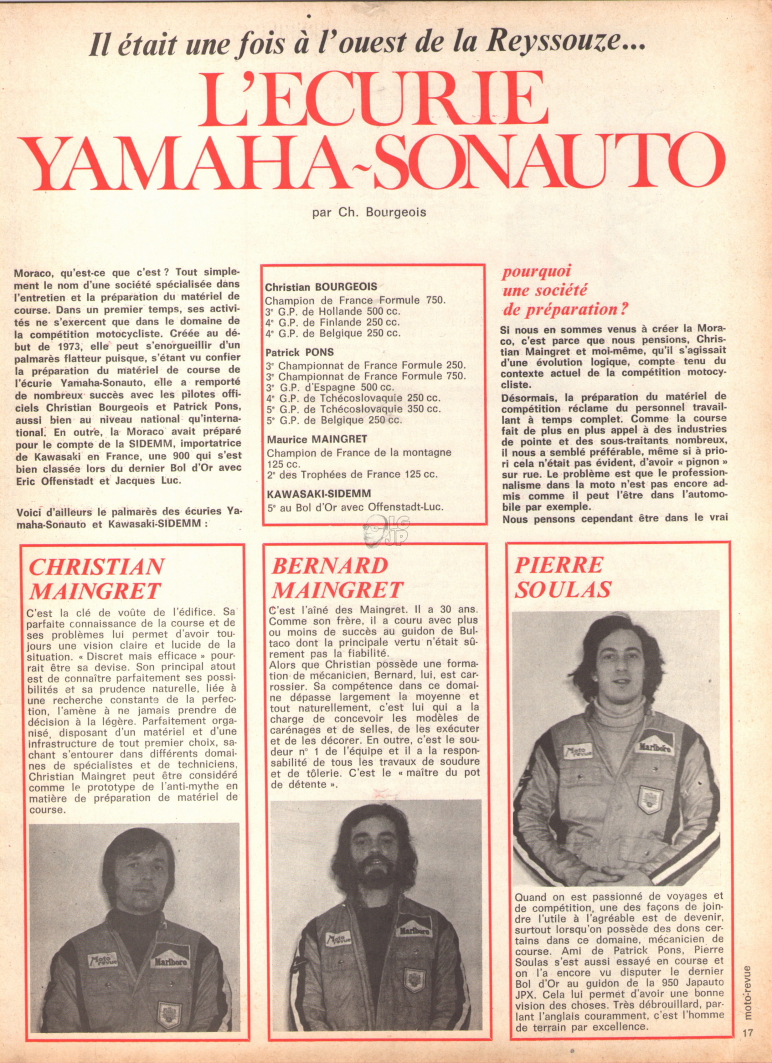 Il était une fois à l'ouest de la Reyssouze...
L'ECURIE
YAMAHA-SONAUTO
par Ch. Bourgeois
Moraco, qu'est-ce que c'est ? Tout simple-
ment le nom d'une société spécialisée dans
l'entretien et la préparation du matériel de
course. Dans un premier temps, ses activi-
tés ne s'exercent que dans le domaine de
la compétition motocycliste. Créée au dé-
but de 1973, elle peut s'enorgueillir d'un
palmarès flatteur puisque, s'étant vu confier
la préparation du matériel de course de
l'écurie Yamaha-Sonauto, elle a remporté
de nombreux succès avec les pilotes offi-
ciels Christian Bourgeois et Patrick Pons,
aussi bien au niveau national qu'interna-
tional. En outre, la Moraco avait préparé
pour le compte de la SIDEMM, importatrice
de Kawasaki en France, une 900 qui s'est
bien classée lors du dernier Bol d'Or avec
Eric Offenstadt et Jacques Luc.
Voici d'ailleurs le palmarès des écuries Ya-
maha-Sonauto et Kawasaki-SIDEMM :
Christian BOURGEOIS
Champion de France Formule 750.
3e G.P. de Hollande 500 cc.
4e G.P. de Finlande 250 cc.
4e G.P. de Belgique 250 cc.
Patrick PONS
3e Championnat de France Formule 250.
3e Championnat de France Formule 750.
3e G.P. d'Espagne 500 cc.
4e G.P. de Tchécoslovaquie 250 cc.
5e G.P. de Tchécoslovaquie 350 cc.
5e G.P. de Belgique 250 cc.
Maurice MAINGRET
Champion de France de la montagne
125 cc.
2e des Trophées de France 125 cc.
KAWASAKI-SIDEMM
5e au Bol d'Or avec Offenstadt-Luc.
pourquoi
une société
de préparation ?
Si nous en sommes venus à créer la Mora-
co, c'est parce que nous pensions, Chris-
tian Maingret et moi-même, qu'il s'agissait
d'une évolution logique, compte tenu du
contexte actuel de la compétition motocy-
cliste.
Désormais, la préparation du matériel de
compétition réclame du personnel travail-
lant à temps complet. Comme la course
fait de plus en plus appel à des industries
de pointe et des sous-traitants nombreux,
il nous a semblé préférable, même si à prio-
ri cela n'était pas évident, d'avoir « pignon »
sur rue. Le problème est que le profession-
nalisme dans la moto n'est pas encore ad-
mis comme il peut l'être dans l'automo-
bile par exemple.
Nous pensons cependant être dans le vrai
CHRISTIAN
MAINGRET
C'est la clé de voûte de l'édifice. Sa
parfaite connaissance de la course et de
ses problèmes lui permet d'avoir tou-
jours une vision claire et lucide de la
situation. « Discret mais efficace » pour-
rait être sa devise. Son principal atout
est de connaître parfaitement ses possi-
bilités et sa prudence naturelle, liée à
une recherche constante de la perfec-
tion, l'amène à ne jamais prendre de
décision à la légère. Parfaitement orga-
nisé, disposant d'un matériel et d'une
infrastructure de tout premier choix, sa-
chant s'entourer dans différents domai-
nes de spécialistes et de techniciens,
Christian Maingret peut être considéré
comme le prototype de l'anti-mythe en
matière de préparation de matériel de
course.
Moto
revue
Marlboro
BERNARD
MAINGRET
C'est l'aîné des Maingret. Il a 30 ans.
Comme son frère, il a couru avec plus
ou moins de succès au guidon de Bul-
taco dont la principale vertu n'était sû-
rement pas la fiabilité.
Alors que Christian possède une forma-
tion de mécanicien, Bernard, lui, est car-
rossier. Sa compétence dans ce domai-
ne dépasse largement la moyenne et
tout naturellement, c'est lui qui a la
charge de concevoir les modèles de
carénages et de selles, de les exécuter
et de les décorer. En outre, c'est le sou-
deur n° 1 de l'équipe et il a la respon-
sabilité de tous les travaux de soudure
et de tôlerie. C'est le « maître du pot
de détente ».
Moto
revue
Marlboro
PIERRE
SOULAS
Moto
revue
Marlboro
Quand on est passionné de voyages et
de compétition, une des façons de join-
dre l'utile à l'agréable est de devenir,
surtout lorsqu'on possède des dons cer-
tains dans ce domaine, mécanicien de
course. Ami de Patrick Pons, Pierre
Soulas s'est aussi essayé en course et
on l'a encore vu disputer le dernier
Bol d'Or au guidon de la 950 Japauto
JPX. Cela lui permet d'avoir une bonne
vision des choses. Très débrouillard, par-
lant l'anglais couramment, c'est l'homme
de terrain par excellence.
moto-revue
17